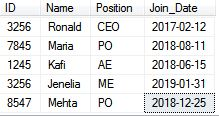 ID Name Position Join_Date
3256 Ronald CEO 2017-02-12
7845 Maria PO 2018-08-11
1245 Kafi AE 2018-06-15
3256 Jenelia ME 2019-01-31
8547 Mehta PO 2018-12-25